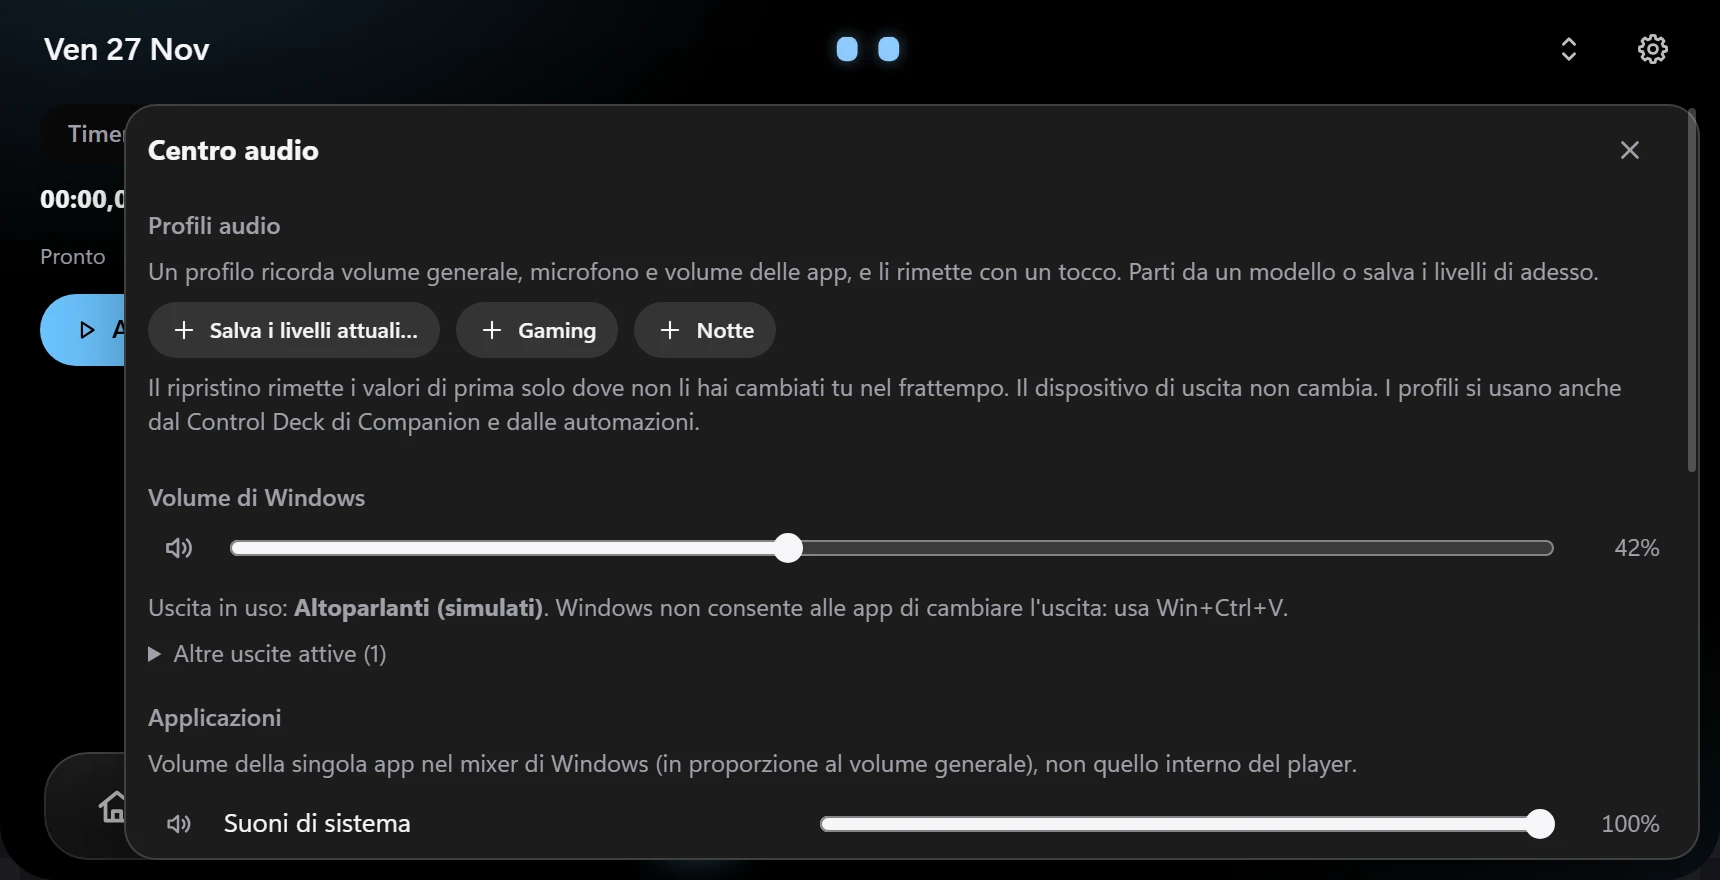 Ven 27 Nov
Timer
00:00,0
Pronto
A
Centro audio
Profili audio
Un profilo ricorda volume generale, microfono e volume delle app, e li rimette con un tocco. Parti da un modello o salva i livelli di adesso.
Salva i livelli attuali...
Gaming
Notte
Il ripristino rimette i valori di prima solo dove non li hai cambiati tu nel frattempo. Il dispositivo di uscita non cambia. I profili si usano anche
dal Control Deck di Companion e dalle automazioni.
Volume di Windows
42%
Uscita in uso: Altoparlanti (simulati). Windows non consente alle app di cambiare l'uscita: usa Win+Ctrl+V.
Altre uscite attive (1)
Applicazioni
Volume della singola app nel mixer di Windows (in proporzione al volume generale), non quello interno del player.
Suoni di sistema
100%